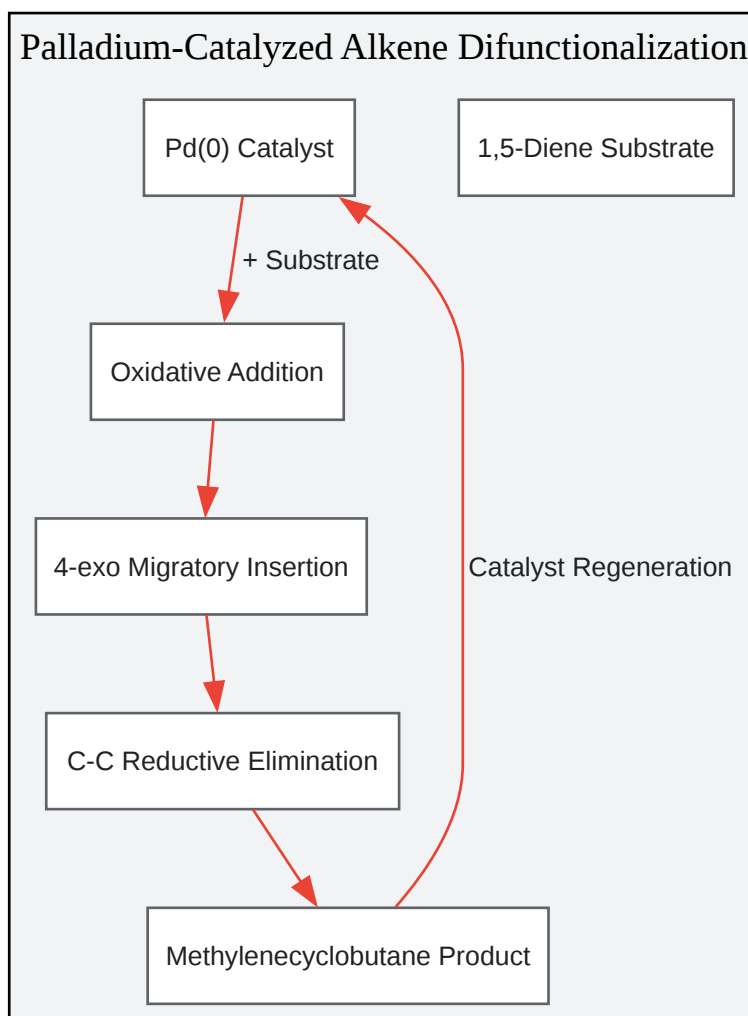 Palladium-Catalyzed Alkene Difunctionalization
Pd(0) Catalyst
1,5-Diene Substrate
+ Substrate
Oxidative Addition
4-exo Migratory Insertion
Catalyst Regeneration
C-C Reductive Elimination
Methylenecyclobutane Product